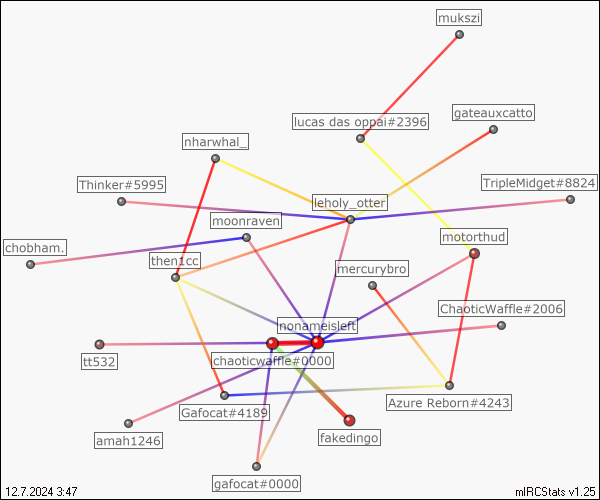 mukszi
gateauxcatto
lucas das oppai#2396
nharwhal_
Thinker#5995
TripleMidget#8824
leholy_otter
moonraven
motorthud
chobham.
then1cc
mercurybro
ChaoticWaffle#2006
nonameisleft
chaoticwaffle#0000
tt532
Azure Reborn#4243
Gafocat#4189
fakedingo
amah1246
gafocat#0000
12.7.2024 3:47
mIRCStats v1.25